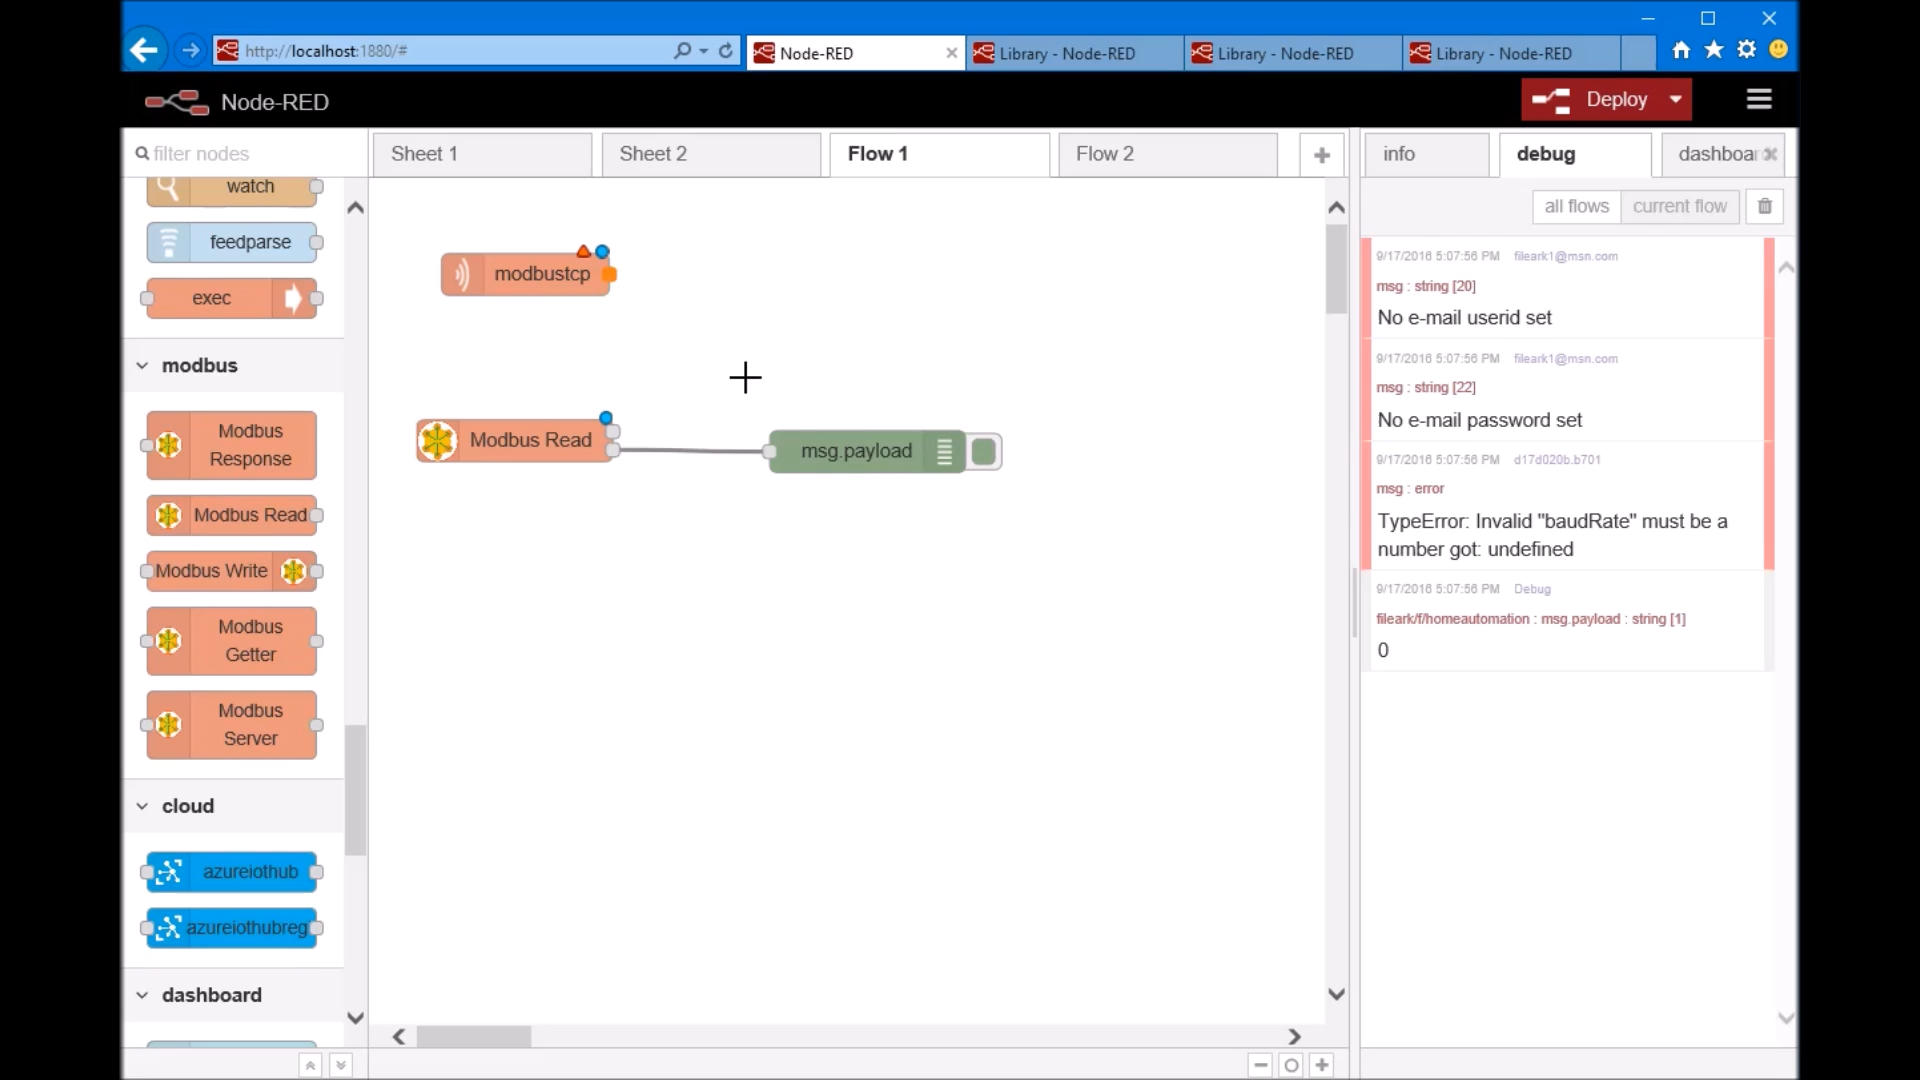 http://localhost:1880/#
Node-RED
Library - Node-RED
Library - Node-RED
Library - Node-RED
Node-RED
Deploy
filter nodes
Sheet 1
Sheet 2
Flow 1
Flow 2
info
debug
all flows
current flow
watch
feedparse
exec
modbus
Modbus
Response
Modbus Read
Modbus Write
Modbus
Getter
Modbus
Server
cloud
azureiothub
azureiothubreg
dashboard
modbustcp
Modbus Read
msg.payload
9/17/2016 5:07:56 PM fileark1@msn.com
msg : string [20]
No e-mail userid set
9/17/2016 5:07:56 PM fileark1@msn.com
msg : string [22]
No e-mail password set
9/17/2016 5:07:56 PM d17d020b.b701
msg : error
TypeError: Invalid "baudRate" must be a
number got: undefined
9/17/2016 5:07:56 PM Debug
fileark/f/homeautomation : msg.payload : string [1]
0